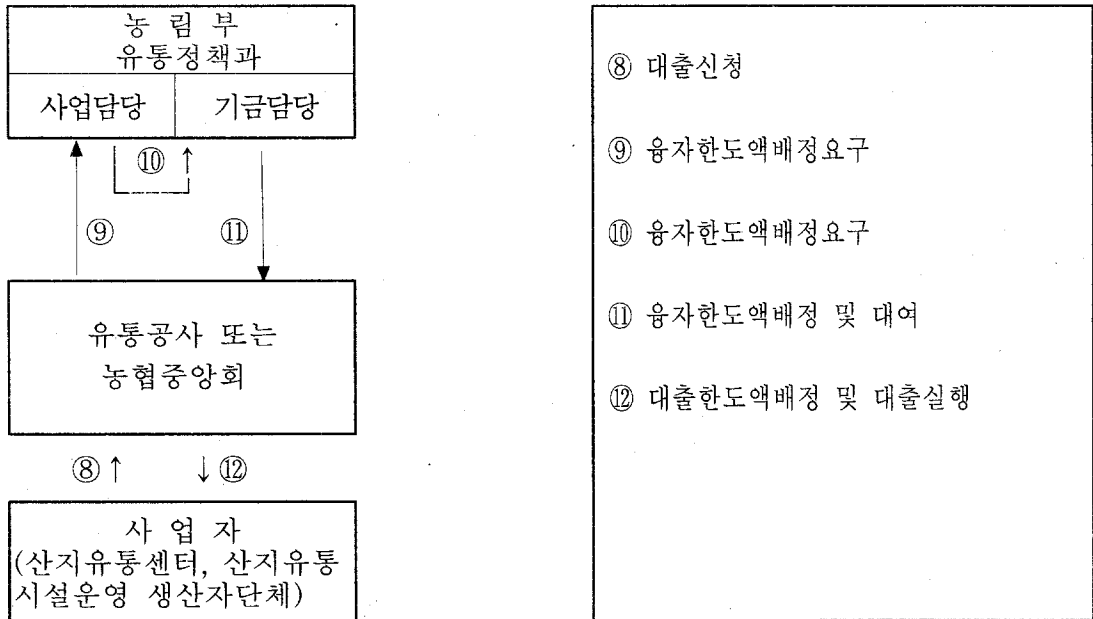 농 림 부
유통정책과
사업담당 기금담당
⑩ ↑
⑨ ⑪
유통공사 또는
농협중앙회
⑧ ↑ ↓ ⑫
사 업 자
(산지유통센터, 산지유통
시설운영 생산자단체)
⑧ 대출신청
⑨ 융자한도액배정요구
⑩ 융자한도액배정요구
⑪ 융자한도액배정 및 대여
⑫ 대출한도액배정 및 대출실행